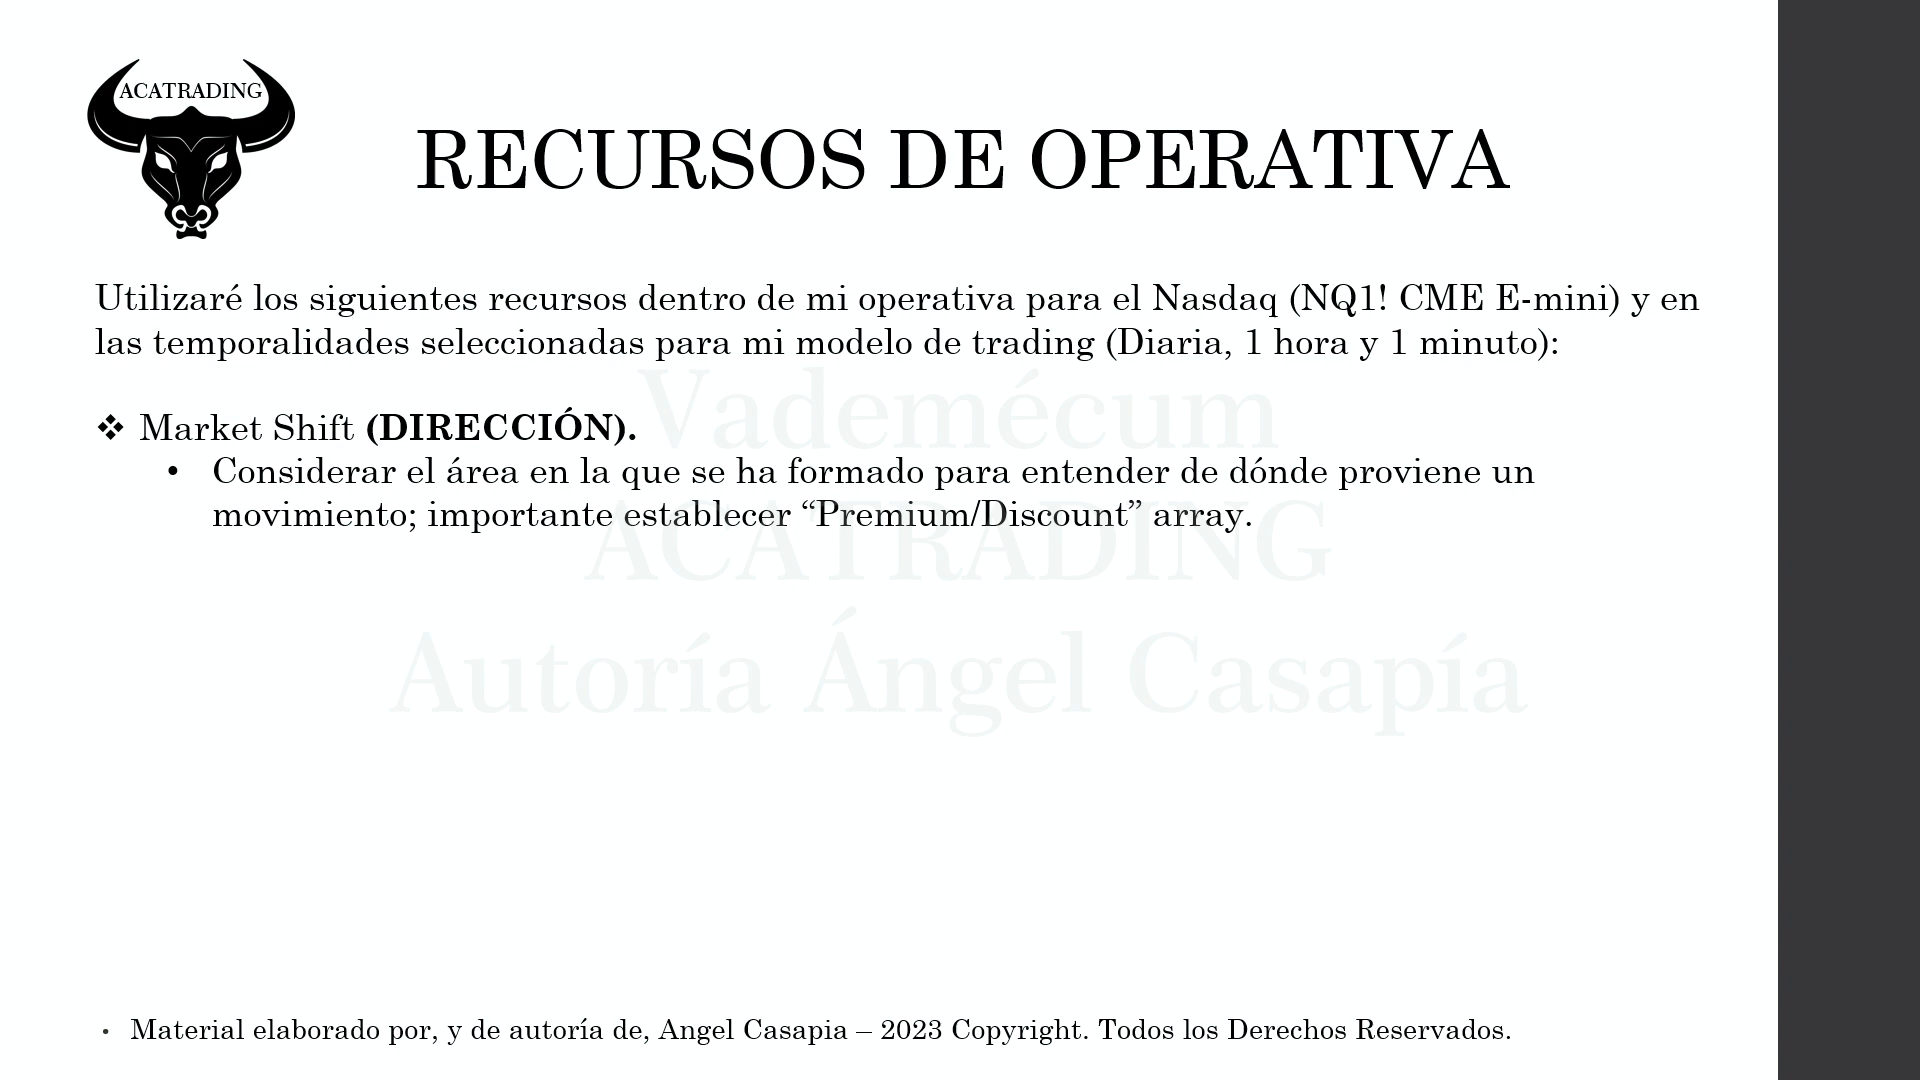 ACATRADING
RECURSOS DE OPERATIVA
Utilizaré los siguientes recursos dentro de mi operativa para el Nasdaq (NQ1! CME E-mini) y en
las temporalidades seleccionadas para mi modelo de trading (Diaria, 1 hora y 1 minuto):
❖ Market Shift (DIRECCIÓN).
• Considerar el área en la que se ha formado para entender de dónde proviene un
movimiento; importante establecer “Premium/Discount” array.
Vademécum
ACATRADING
Autoría Ángel Casapía
• Material elaborado por, y de autoría de, Angel Casapia – 2023 Copyright. Todos los Derechos Reservados.